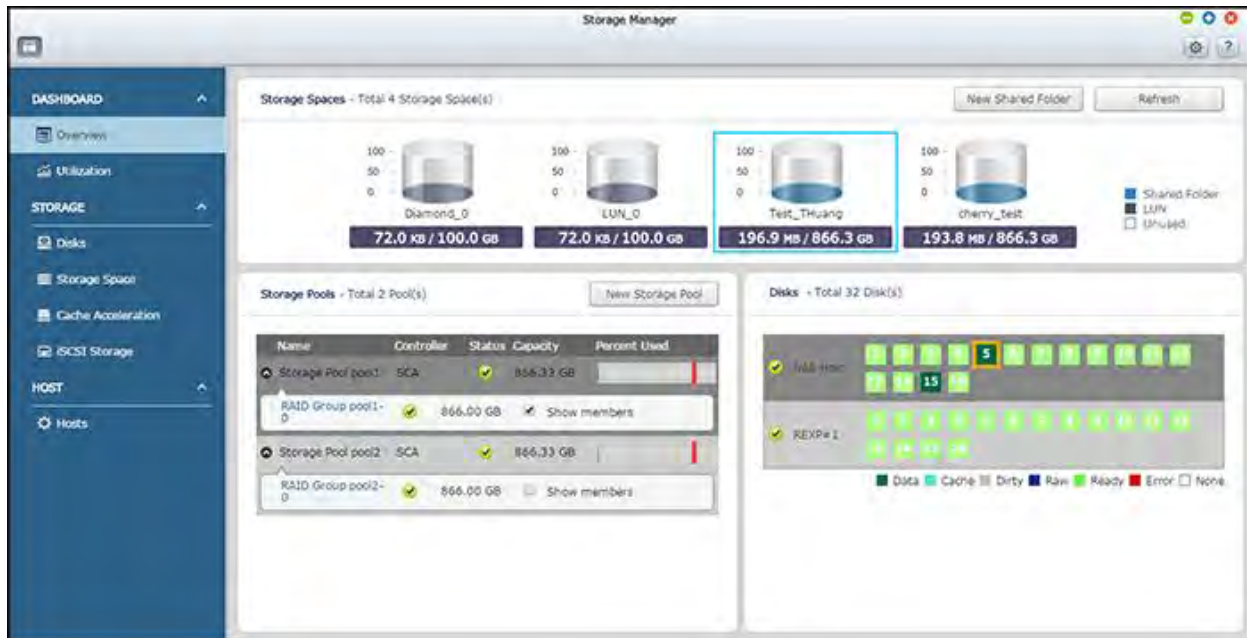 Storage Manager
DASHBOARD
Overview
Utilization
STORAGE
Disks
Storage Space
Cache Acceleration
iSCSI Storage
HOST
Hosts
Storage Spaces - Total 4 Storage Space(s)
New Shared Folder
Refresh
100
50
0
Diamond_0
72.0 KB / 100.0 GB
100
50
0
LUN_0
72.0 KB / 100.0 GB
100
50
0
Test_THuang
196.9 MB / 866.3 GB
100
50
0
cherry_test
193.8 MB / 866.3 GB
Shared Folder
LUN
Unused
Storage Pools - Total 2 Pool(s)
New Storage Pool
Name Controller Status Capacity Percent Used
Storage Pool pool1 SCA 866.33 GB
RAID Group pool1-0 866.00 GB Show members
Storage Pool pool2 SCA 866.33 GB
RAID Group pool2-0 866.00 GB Show members
Disks - Total 32 Disk(s)
5
15
REXP#1
Data Cache Dirty Raw Ready Error None